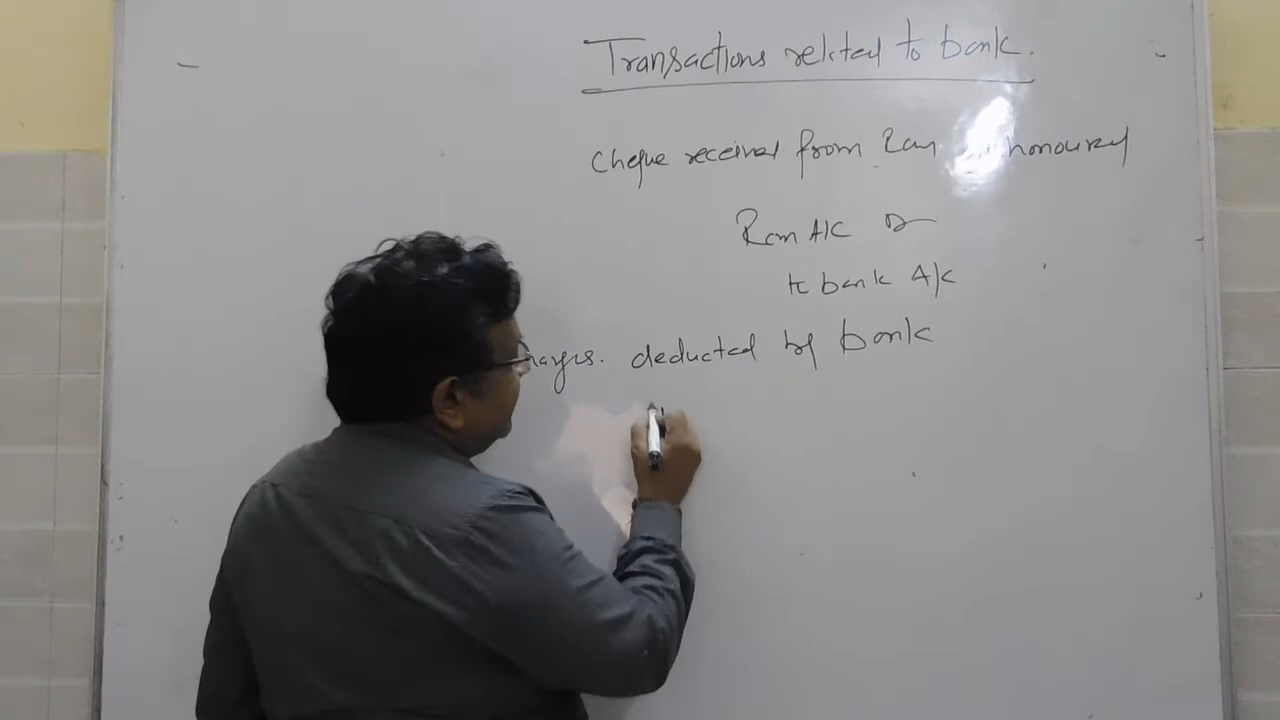 Transactions related to bank.
Cheque received from Ram honoured
Ram A/C Dr
to bank A/c
deducted by bank